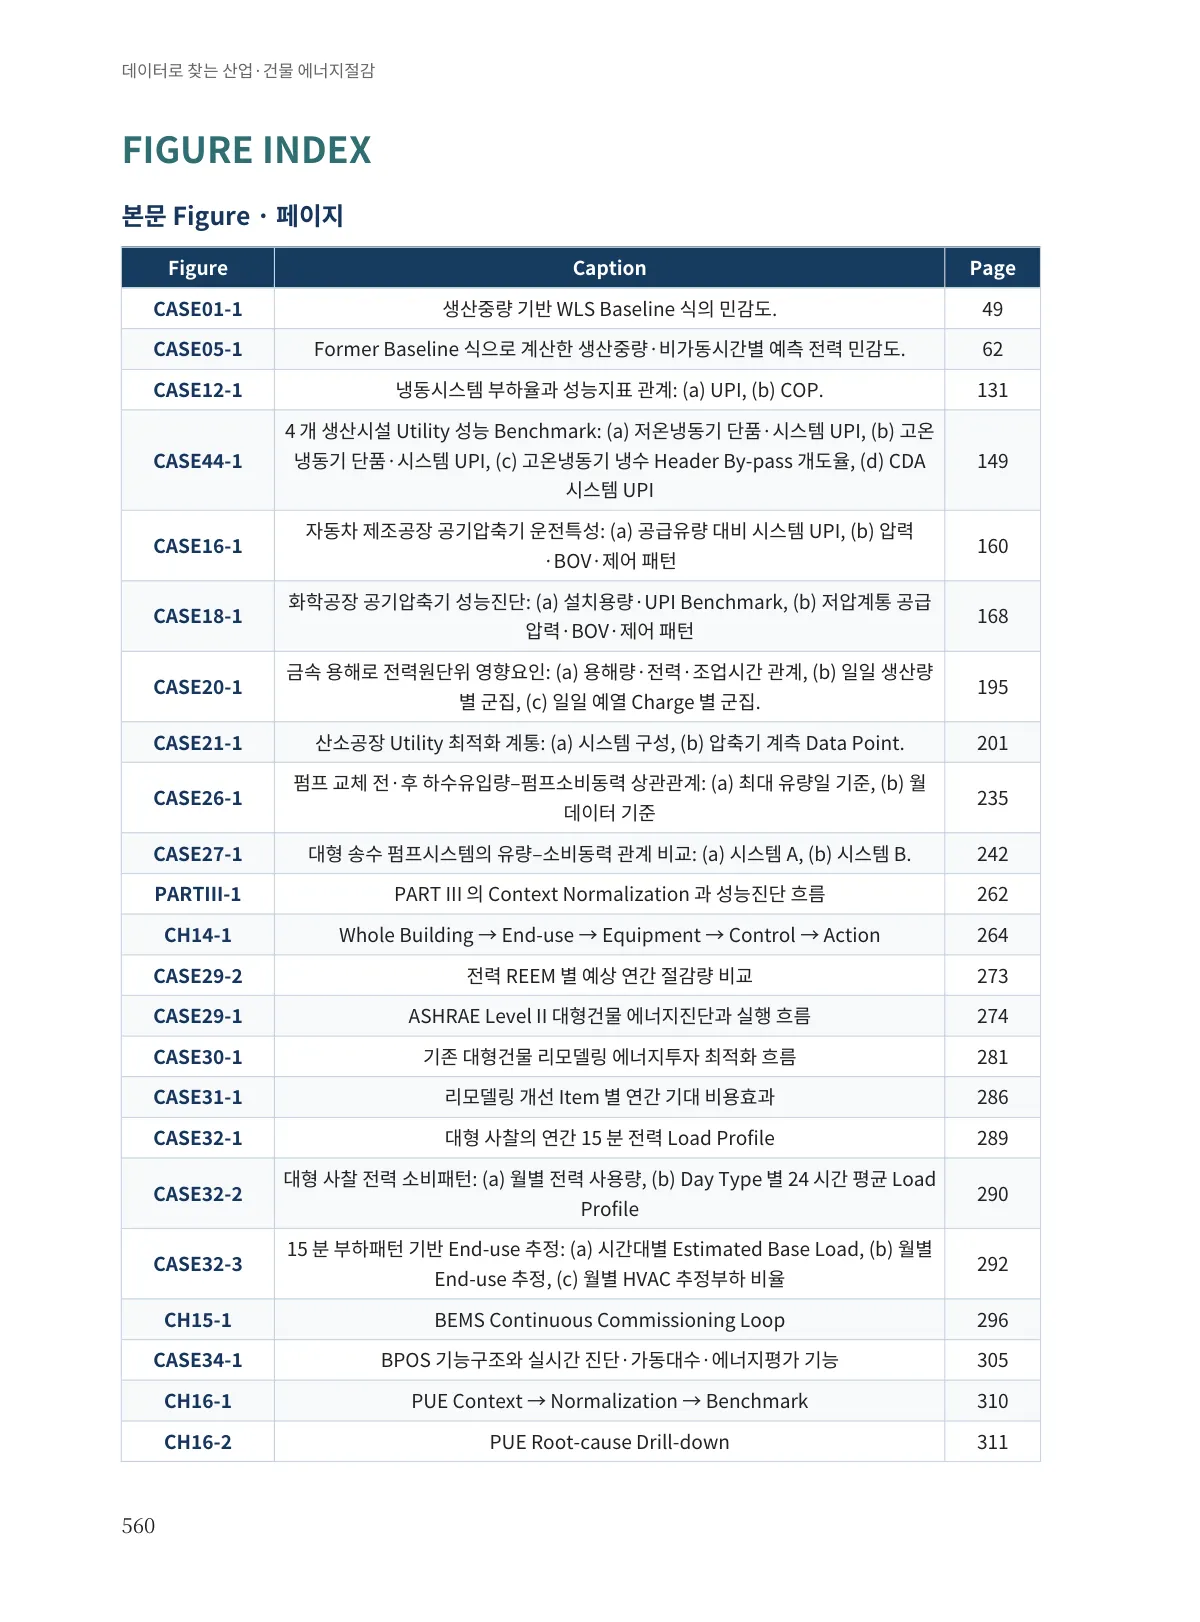 데이터로 찾는 산업·건물 에너지절감
FIGURE INDEX
본문 Figure · 페이지
Figure Caption Page
CASE01-1 생산중량 기반 WLS Baseline 식의 민감도. 49
CASE05-1 Former Baseline 식으로 계산한 생산중량·비가동시간별 예측 전력 민감도. 62
CASE12-1 냉동시스템 부하율과 성능지표 관계: (a) UPI, (b) COP. 131
4 개 생산시설 Utility 성능 Benchmark: (a) 저온냉동기 단품·시스템 UPI, (b) 고온
CASE44-1 냉동기 단품·시스템 UPI, (c) 고온냉동기 냉수 Header By-pass 개도율, (d) CDA 149
시스템 UPI
자동차 제조공장 공기압축기 운전특성: (a) 공급유량 대비 시스템 UPI, (b) 압력
CASE16-1 160
·BOV·제어 패턴
화학공장 공기압축기 성능진단: (a) 설치용량·UPI Benchmark, (b) 저압계통 공급
CASE18-1 168
압력·BOV·제어 패턴
금속 용해로 전력원단위 영향요인: (a) 용해량·전력·조업시간 관계, (b) 일일 생산량
CASE20-1 195
별 군집, (c) 일일 예열 Charge 별 군집.
CASE21-1 산소공장 Utility 최적화 계통: (a) 시스템 구성, (b) 압축기 계측 Data Point. 201
펌프 교체 전·후 하수유입량–펌프소비동력 상관관계: (a) 최대 유량일 기준, (b) 월
CASE26-1 235
데이터 기준
CASE27-1 대형 송수 펌프시스템의 유량–소비동력 관계 비교: (a) 시스템 A, (b) 시스템 B. 242
PARTIII-1 PART III 의 Context Normalization 과 성능진단 흐름 262
CH14-1 Whole Building → End-use → Equipment → Control → Action 264
CASE29-2 전력 REEM 별 예상 연간 절감량 비교 273
CASE29-1 ASHRAE Level II 대형건물 에너지진단과 실행 흐름 274
CASE30-1 기존 대형건물 리모델링 에너지투자 최적화 흐름 281
CASE31-1 리모델링 개선 Item 별 연간 기대 비용효과 286
CASE32-1 대형 사찰의 연간 15 분 전력 Load Profile 289
대형 사찰 전력 소비패턴: (a) 월별 전력 사용량, (b) Day Type 별 24 시간 평균 Load
CASE32-2 290
Profile
15 분 부하패턴 기반 End-use 추정: (a) 시간대별 Estimated Base Load, (b) 월별
CASE32-3 292
End-use 추정, (c) 월별 HVAC 추정부하 비율
CH15-1 BEMS Continuous Commissioning Loop 296
CASE34-1 BPOS 기능구조와 실시간 진단·가동대수·에너지평가 기능 305
CH16-1 PUE Context → Normalization → Benchmark 310
CH16-2 PUE Root-cause Drill-down 311
560